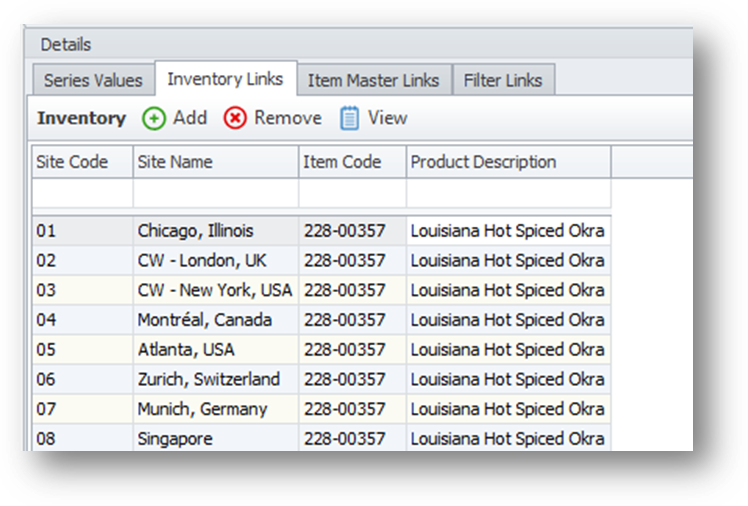 Details
Series Values Inventory Links Item Master Links Filter Links
Inventory Add Remove View
Site Code Site Name Item Code Product Description
01 Chicago, Illinois 228-00357 Louisiana Hot Spiced Okra
02 CW - London, UK 228-00357 Louisiana Hot Spiced Okra
03 CW - New York, USA 228-00357 Louisiana Hot Spiced Okra
04 Montréal, Canada 228-00357 Louisiana Hot Spiced Okra
05 Atlanta, USA 228-00357 Louisiana Hot Spiced Okra
06 Zurich, Switzerland 228-00357 Louisiana Hot Spiced Okra
07 Munich, Germany 228-00357 Louisiana Hot Spiced Okra
08 Singapore 228-00357 Louisiana Hot Spiced Okra